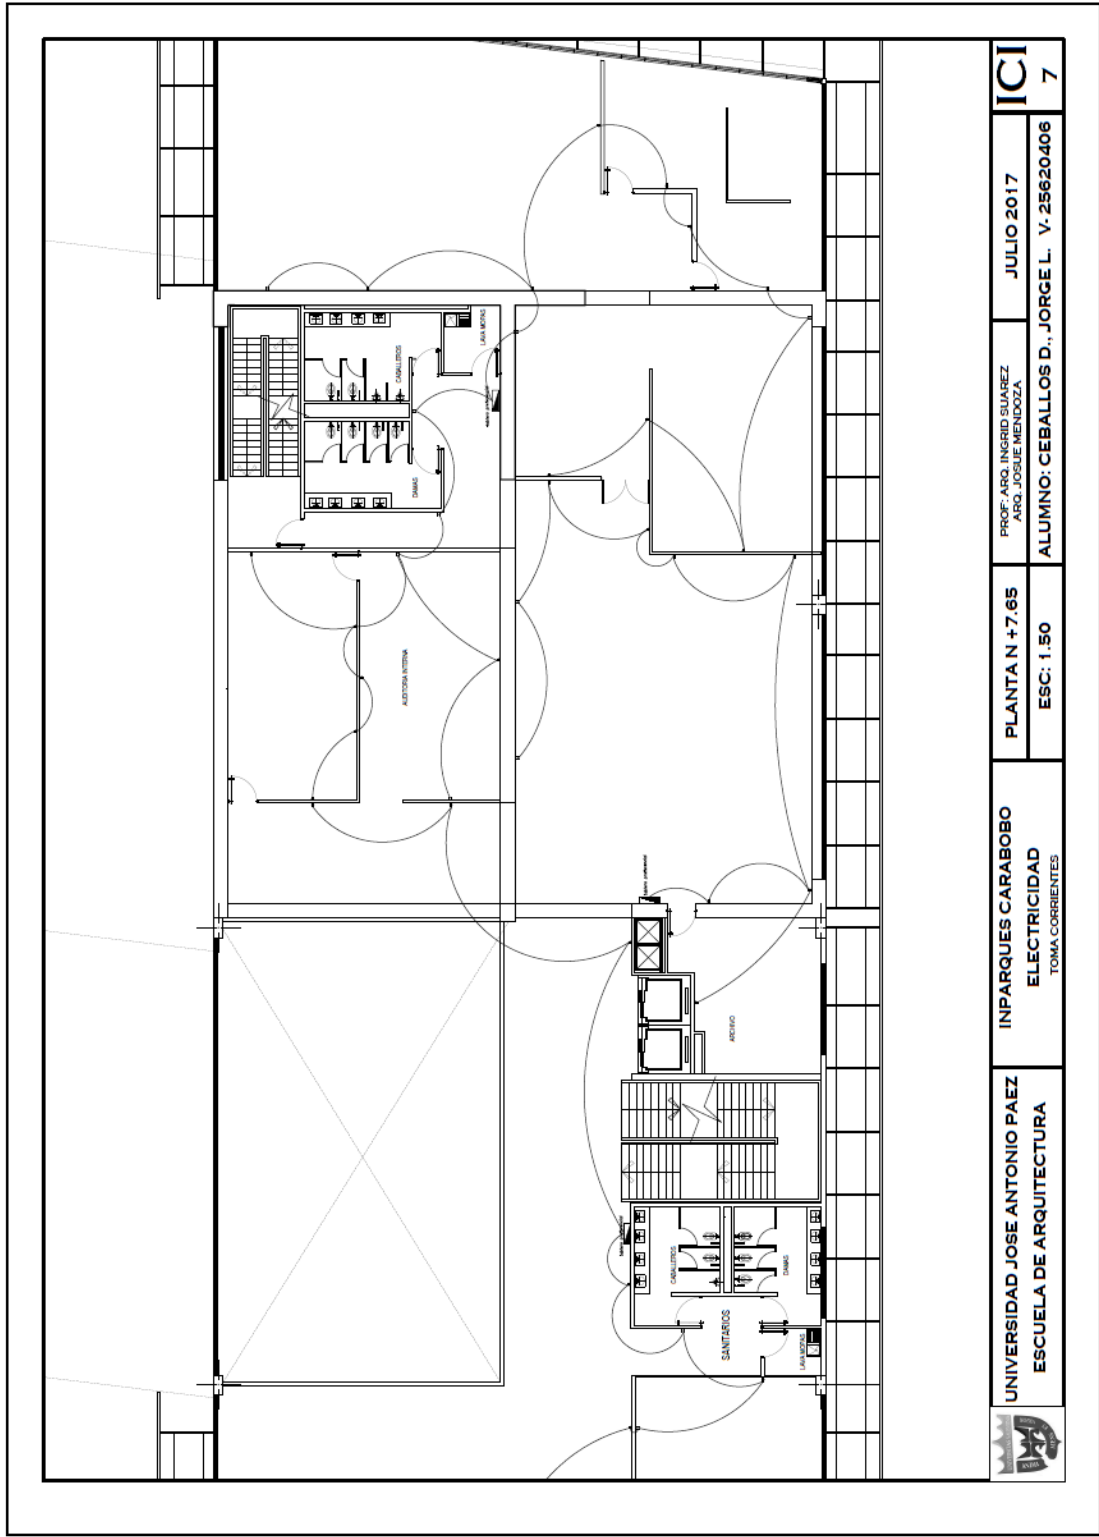 UNIVERSIDAD JOSE ANTONIO PAEZ
ESCUELA DE ARQUITECTURA
INPARQUES CARABOBO
ELECTRICIDAD
TOMA CORRIENTES
PLANTA N +7.65
ESC: 1.50
PROF: ARQ. INGRID SUAREZ
ARQ. JOSUE MENDOZA
JULIO 2017
ALUMNO: CEBALLOS D., JORGE L. V- 25620406
ICI
7
CABALLEROS
LAVA MOPAS
DAMAS
AUDITORIA INTERNA
ARCHIVO
CABALLEROS
DAMAS
SANITARIOS
LAVA MOPAS